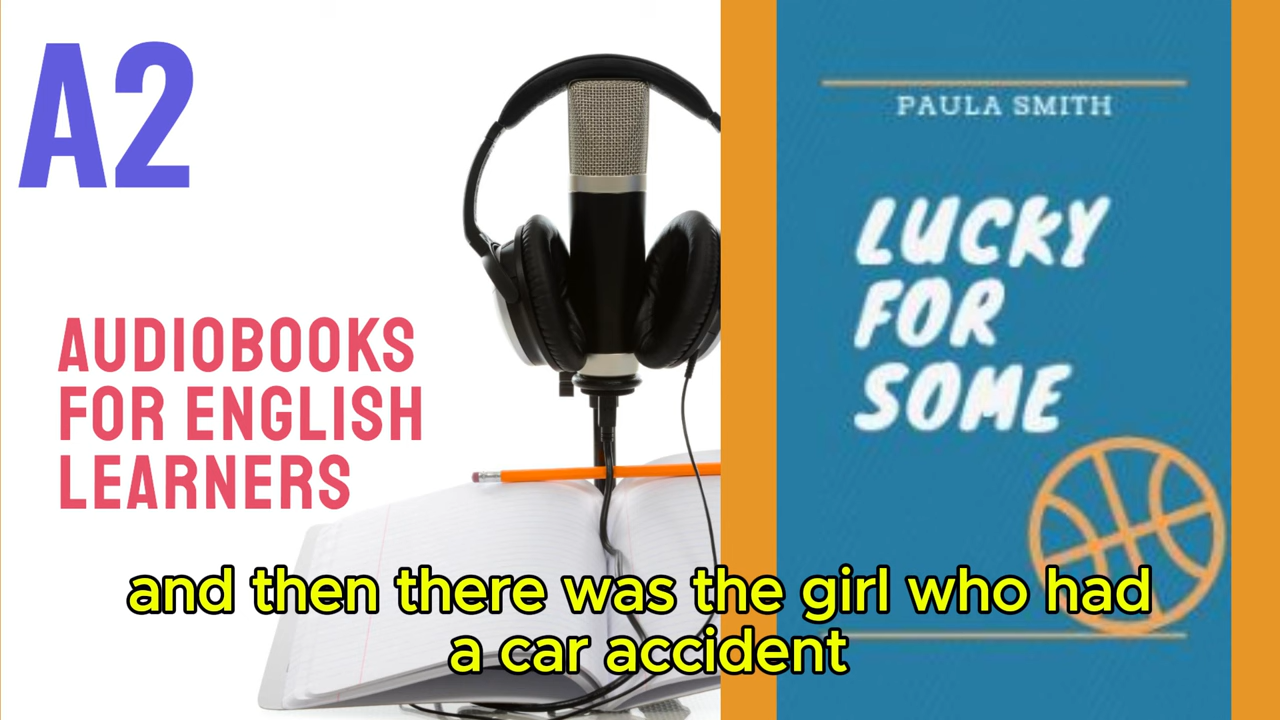 A2
AUDIOBOOKS
FOR ENGLISH
LEARNERS
PAULA SMITH
LUCKY
FOR
SOME
and then there was the girl who had
a car accident